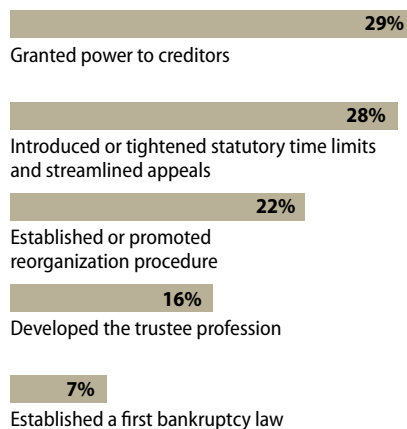 29%
Granted power to creditors
28%
Introduced or tightened statutory time limits
and streamlined appeals
22%
Established or promoted
reorganization procedure
16%
Developed the trustee profession
7%
Established a first bankruptcy law